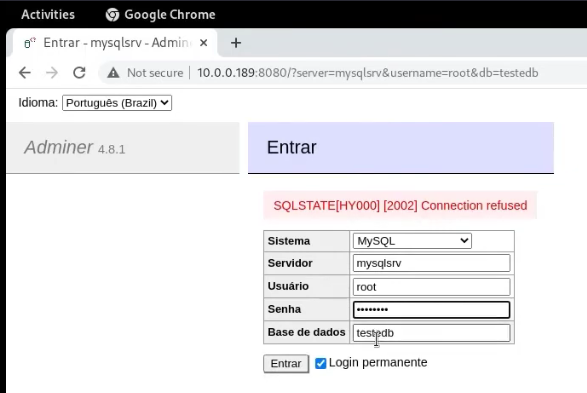 Activities Google Chrome
Entrar - mysqlsrv - Admine
Not secure 10.0.0.189:8080/?server=mysqlsrv&username=root&db=testedb
Idioma: Português (Brazil)
Adminer 4.8.1
Entrar
SQLSTATE[HY000] [2002] Connection refused
Sistema MySQL
Servidor mysqlsrv
Usuário root
Senha ••••••••
Base de dados testedb
Entrar Login permanente